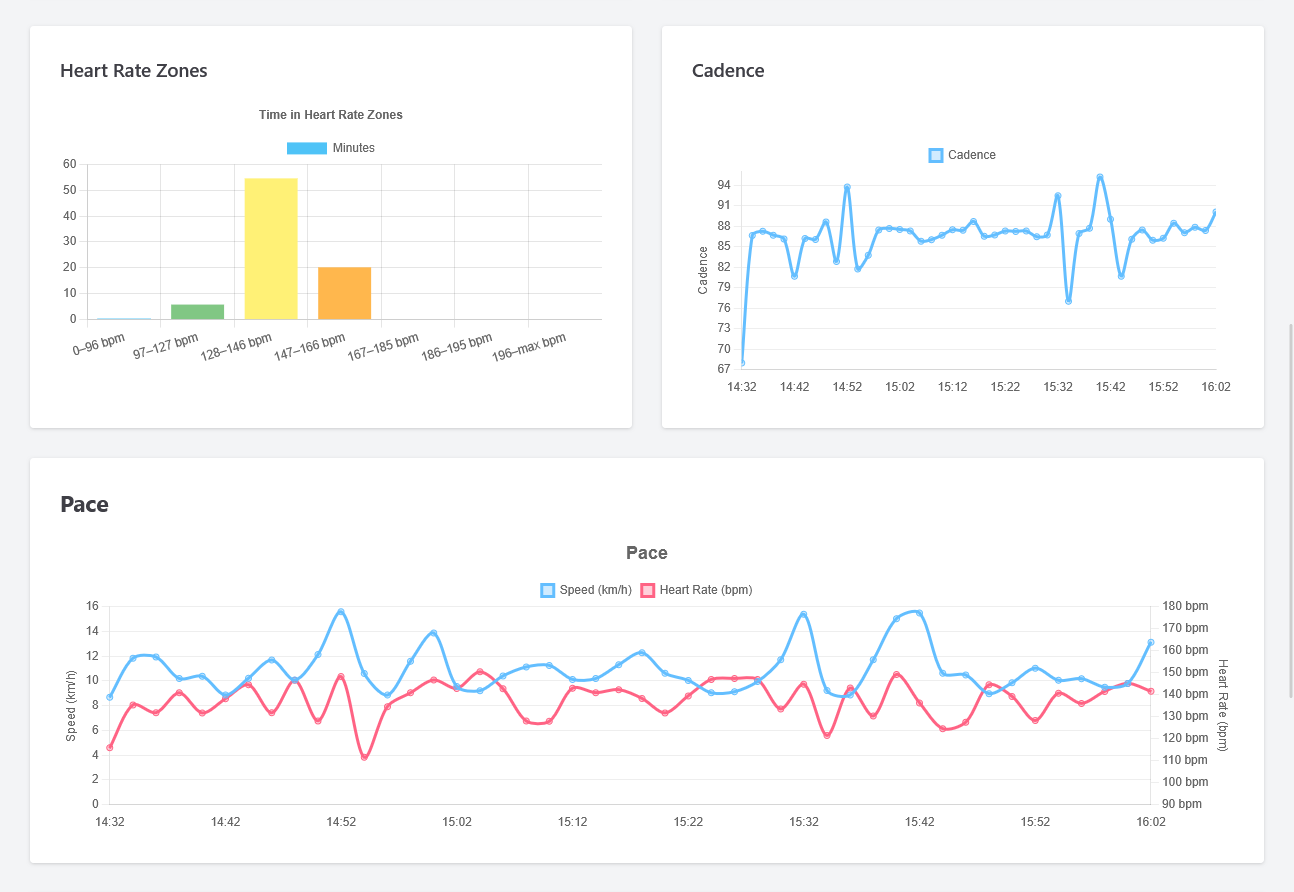 Heart Rate Zones
Time in Heart Rate Zones
Minutes
60
50
40
30
20
10
0
0–96 bpm
97–127 bpm
128–146 bpm
147–166 bpm
167–185 bpm
186–195 bpm
196–max bpm
Cadence
Cadence
Cadence
94
91
88
85
82
79
76
73
70
67
14:32 14:42 14:52 15:02 15:12 15:22 15:32 15:42 15:52 16:02
Pace
Pace
Speed (km/h) Heart Rate (bpm)
Speed (km/h)
16
14
12
10
8
6
4
2
0
180 bpm
170 bpm
160 bpm
150 bpm
140 bpm
130 bpm
120 bpm
110 bpm
100 bpm
90 bpm
Heart Rate (bpm)
14:32 14:42 14:52 15:02 15:12 15:22 15:32 15:42 15:52 16:02